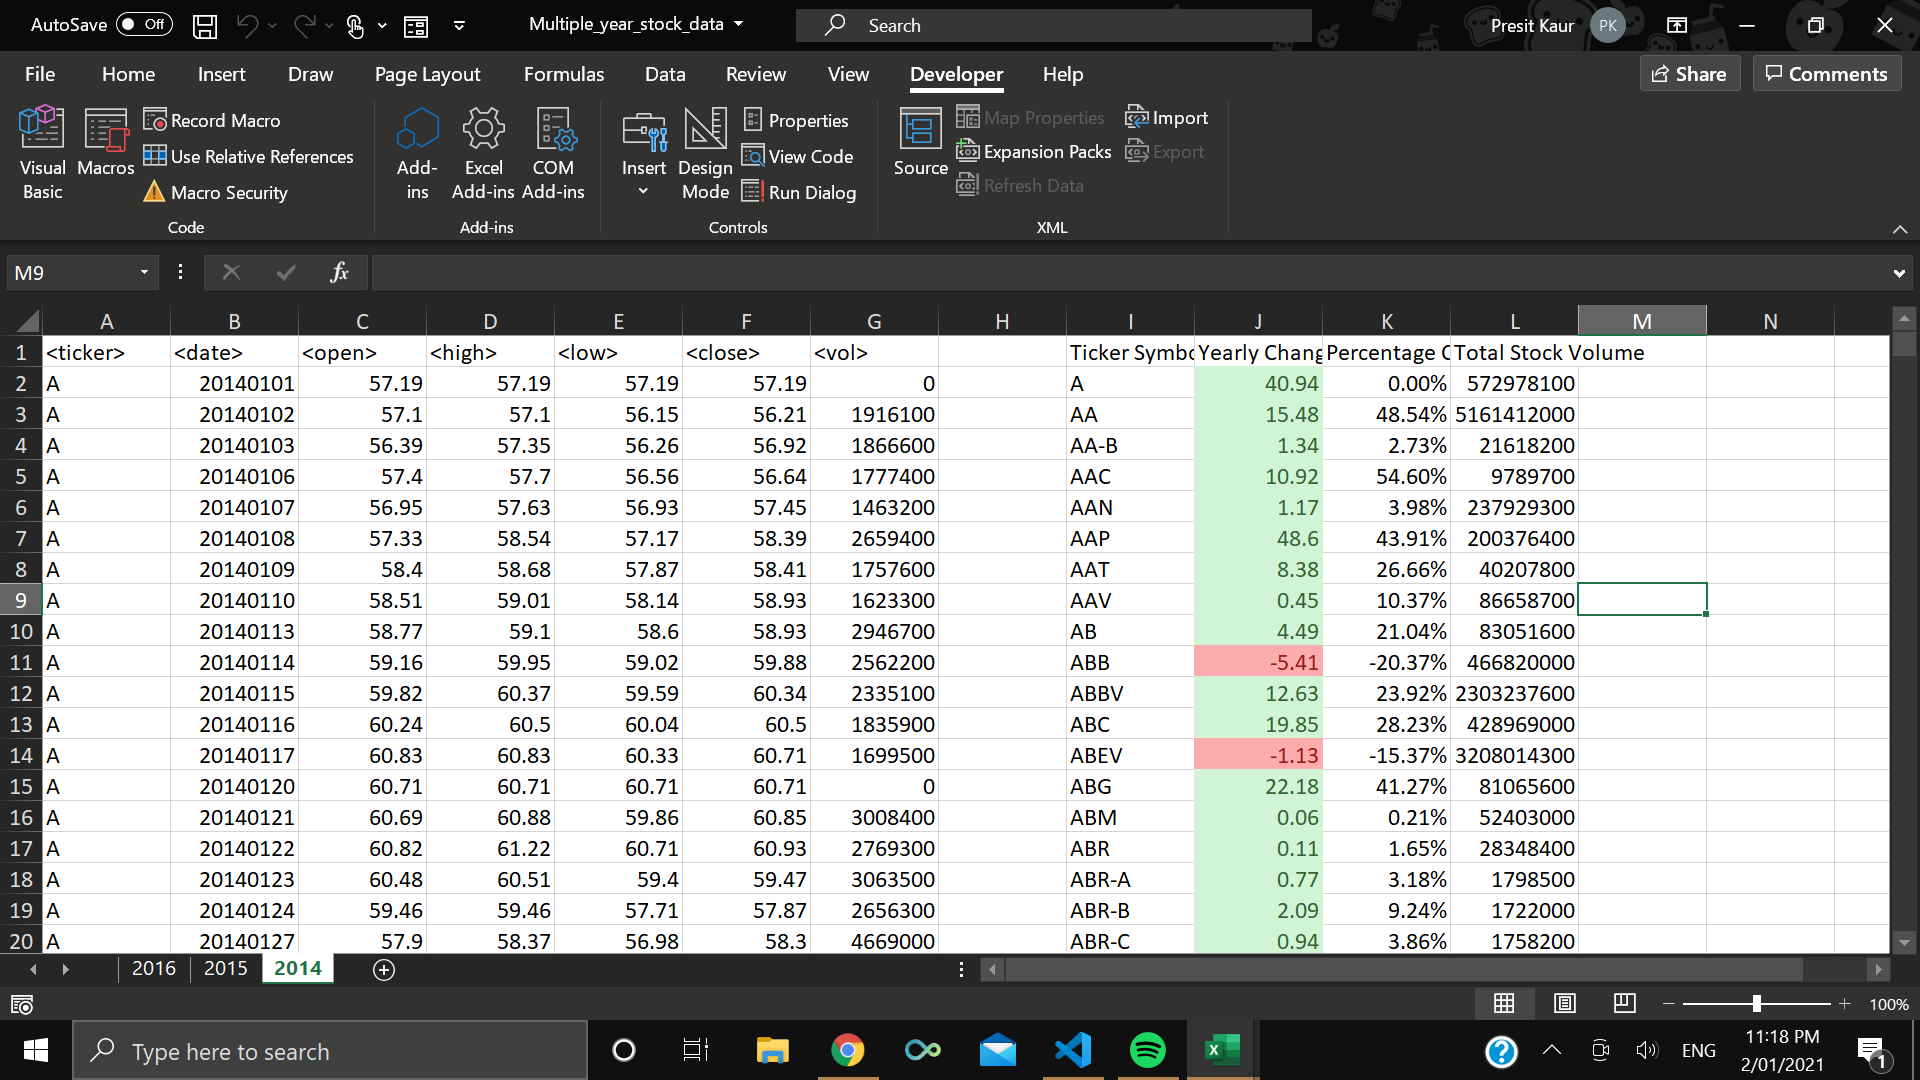 AutoSave Off Multiple_year_stock_data Search Presit Kaur PK
File Home Insert Draw Page Layout Formulas Data Review View Developer Help Share Comments
Visual Basic
Macros
Record Macro
Use Relative References
Macro Security
Code
Add-ins
Excel Add-ins
COM Add-ins
Add-ins
Insert
Design Mode
Properties
View Code
Run Dialog
Controls
Source
Map Properties
Expansion Packs
Refresh Data
Import
Export
XML
M9 fx
A B C D E F G H I J K L M N
1 <ticker> <date> <open> <high> <low> <close> <vol> Ticker Symbo Yearly Chang Percentage C Total Stock Volume
2 A 20140101 57.19 57.19 57.19 57.19 0 A 40.94 0.00% 572978100
3 A 20140102 57.1 57.1 56.15 56.21 1916100 AA 15.48 48.54% 5161412000
4 A 20140103 56.39 57.35 56.26 56.92 1866600 AA-B 1.34 2.73% 21618200
5 A 20140106 57.4 57.7 56.56 56.64 1777400 AAC 10.92 54.60% 9789700
6 A 20140107 56.95 57.63 56.93 57.45 1463200 AAN 1.17 3.98% 237929300
7 A 20140108 57.33 58.54 57.17 58.39 2659400 AAP 48.6 43.91% 200376400
8 A 20140109 58.4 58.68 57.87 58.41 1757600 AAT 8.38 26.66% 40207800
9 A 20140110 58.51 59.01 58.14 58.93 1623300 AAV 0.45 10.37% 86658700
10 A 20140113 58.77 59.1 58.6 58.93 2946700 AB 4.49 21.04% 83051600
11 A 20140114 59.16 59.95 59.02 59.88 2562200 ABB -5.41 -20.37% 466820000
12 A 20140115 59.82 60.37 59.59 60.34 2335100 ABBV 12.63 23.92% 2303237600
13 A 20140116 60.24 60.5 60.04 60.5 1835900 ABC 19.85 28.23% 428969000
14 A 20140117 60.83 60.83 60.33 60.71 1699500 ABEV -1.13 -15.37% 3208014300
15 A 20140120 60.71 60.71 60.71 60.71 0 ABG 22.18 41.27% 81065600
16 A 20140121 60.69 60.88 59.86 60.85 3008400 ABM 0.06 0.21% 52403000
17 A 20140122 60.82 61.22 60.71 60.93 2769300 ABR 0.11 1.65% 28348400
18 A 20140123 60.48 60.51 59.4 59.47 3063500 ABR-A 0.77 3.18% 1798500
19 A 20140124 59.46 59.46 57.71 57.87 2656300 ABR-B 2.09 9.24% 1722000
20 A 20140127 57.9 58.37 56.98 58.3 4669000 ABR-C 0.94 3.86% 1758200
2016 2015 2014
100%
Type here to search
ENG
11:18 PM
2/01/2021
1